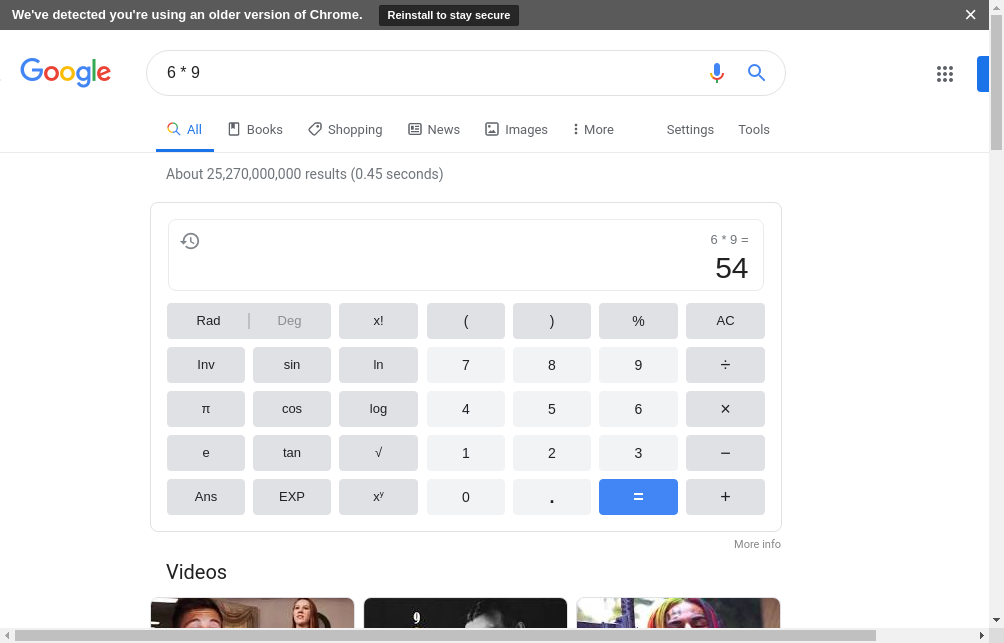 We've detected you're using an older version of Chrome. Reinstall to stay secure
Google
6 * 9
All Books Shopping News Images More Settings Tools
About 25,270,000,000 results (0.45 seconds)
6 * 9 =
54
Rad Deg x! ( ) % AC
Inv sin ln 7 8 9 ÷
π cos log 4 5 6 ×
e tan √ 1 2 3 −
Ans EXP xʸ 0 . = +
More info
Videos
9